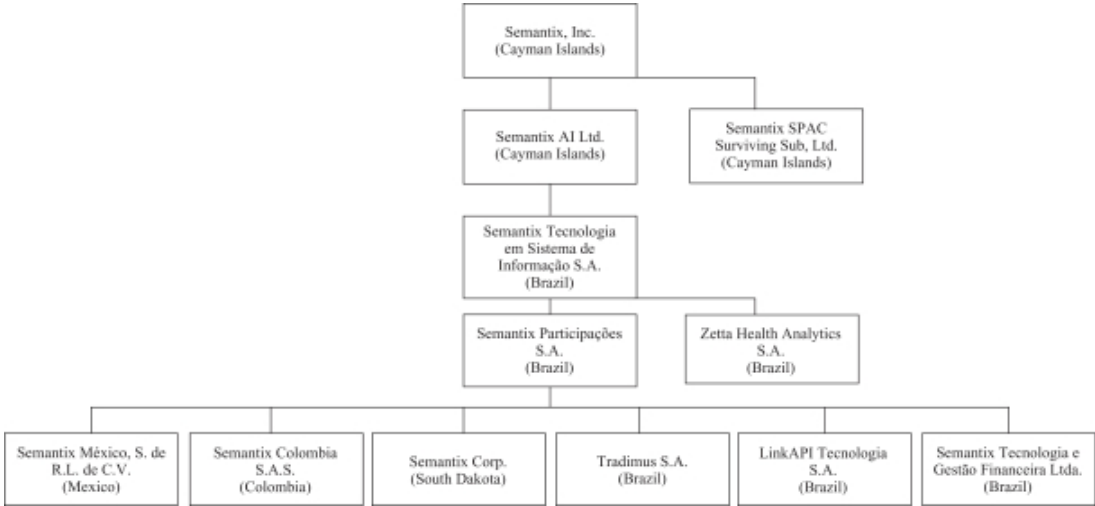 Semantix, Inc.
(Cayman Islands)
Semantix AI Ltd.
(Cayman Islands)
Semantix SPAC
Surviving Sub, Ltd.
(Cayman Islands)
Semantix Tecnologia
em Sistema de
Informação S.A.
(Brazil)
Semantix Participações
S.A.
(Brazil)
Zetta Health Analytics
S.A.
(Brazil)
Semantix México, S. de
R.L. de C.V.
(Mexico)
Semantix Colombia
S.A.S.
(Colombia)
Semantix Corp.
(South Dakota)
Tradimus S.A.
(Brazil)
LinkAPI Tecnologia
S.A.
(Brazil)
Semantix Tecnologia e
Gestão Financeira Ltda.
(Brazil)